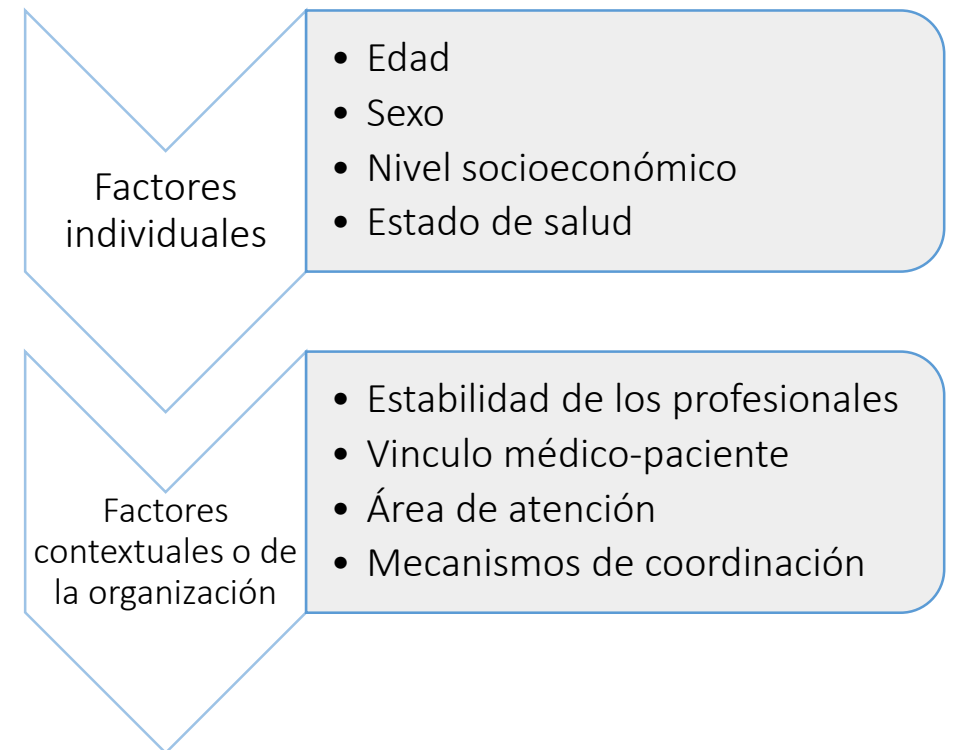 Factores
individuales
• Edad
• Sexo
• Nivel socioeconómico
• Estado de salud
Factores
contextuales o de
la organización
• Estabilidad de los profesionales
• Vinculo médico-paciente
• Área de atención
• Mecanismos de coordinación